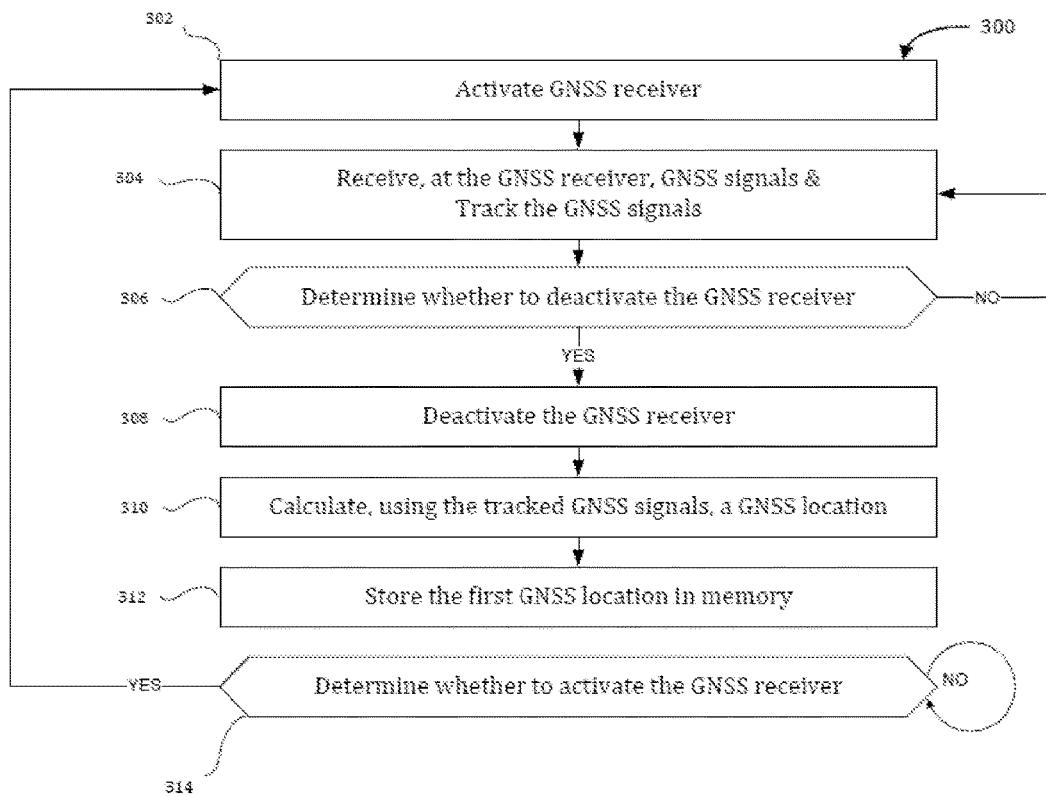 302
300
Activate GNSS receiver
304
Receive, at the GNSS receiver, GNSS signals &
Track the GNSS signals
306
Determine whether to deactivate the GNSS receiver
NO
YES
308
Deactivate the GNSS receiver
310
Calculate, using the tracked GNSS signals, a GNSS location
312
Store the first GNSS location in memory
YES
Determine whether to activate the GNSS receiver
NO
314